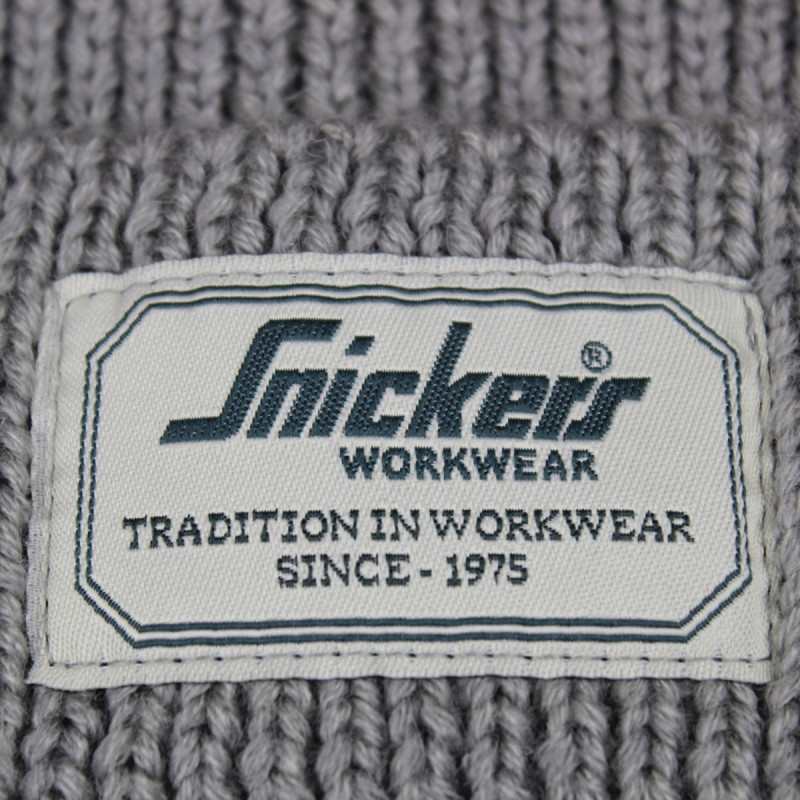 Snickers®
WORKWEAR
TRADITION IN WORKWEAR
SINCE - 1975